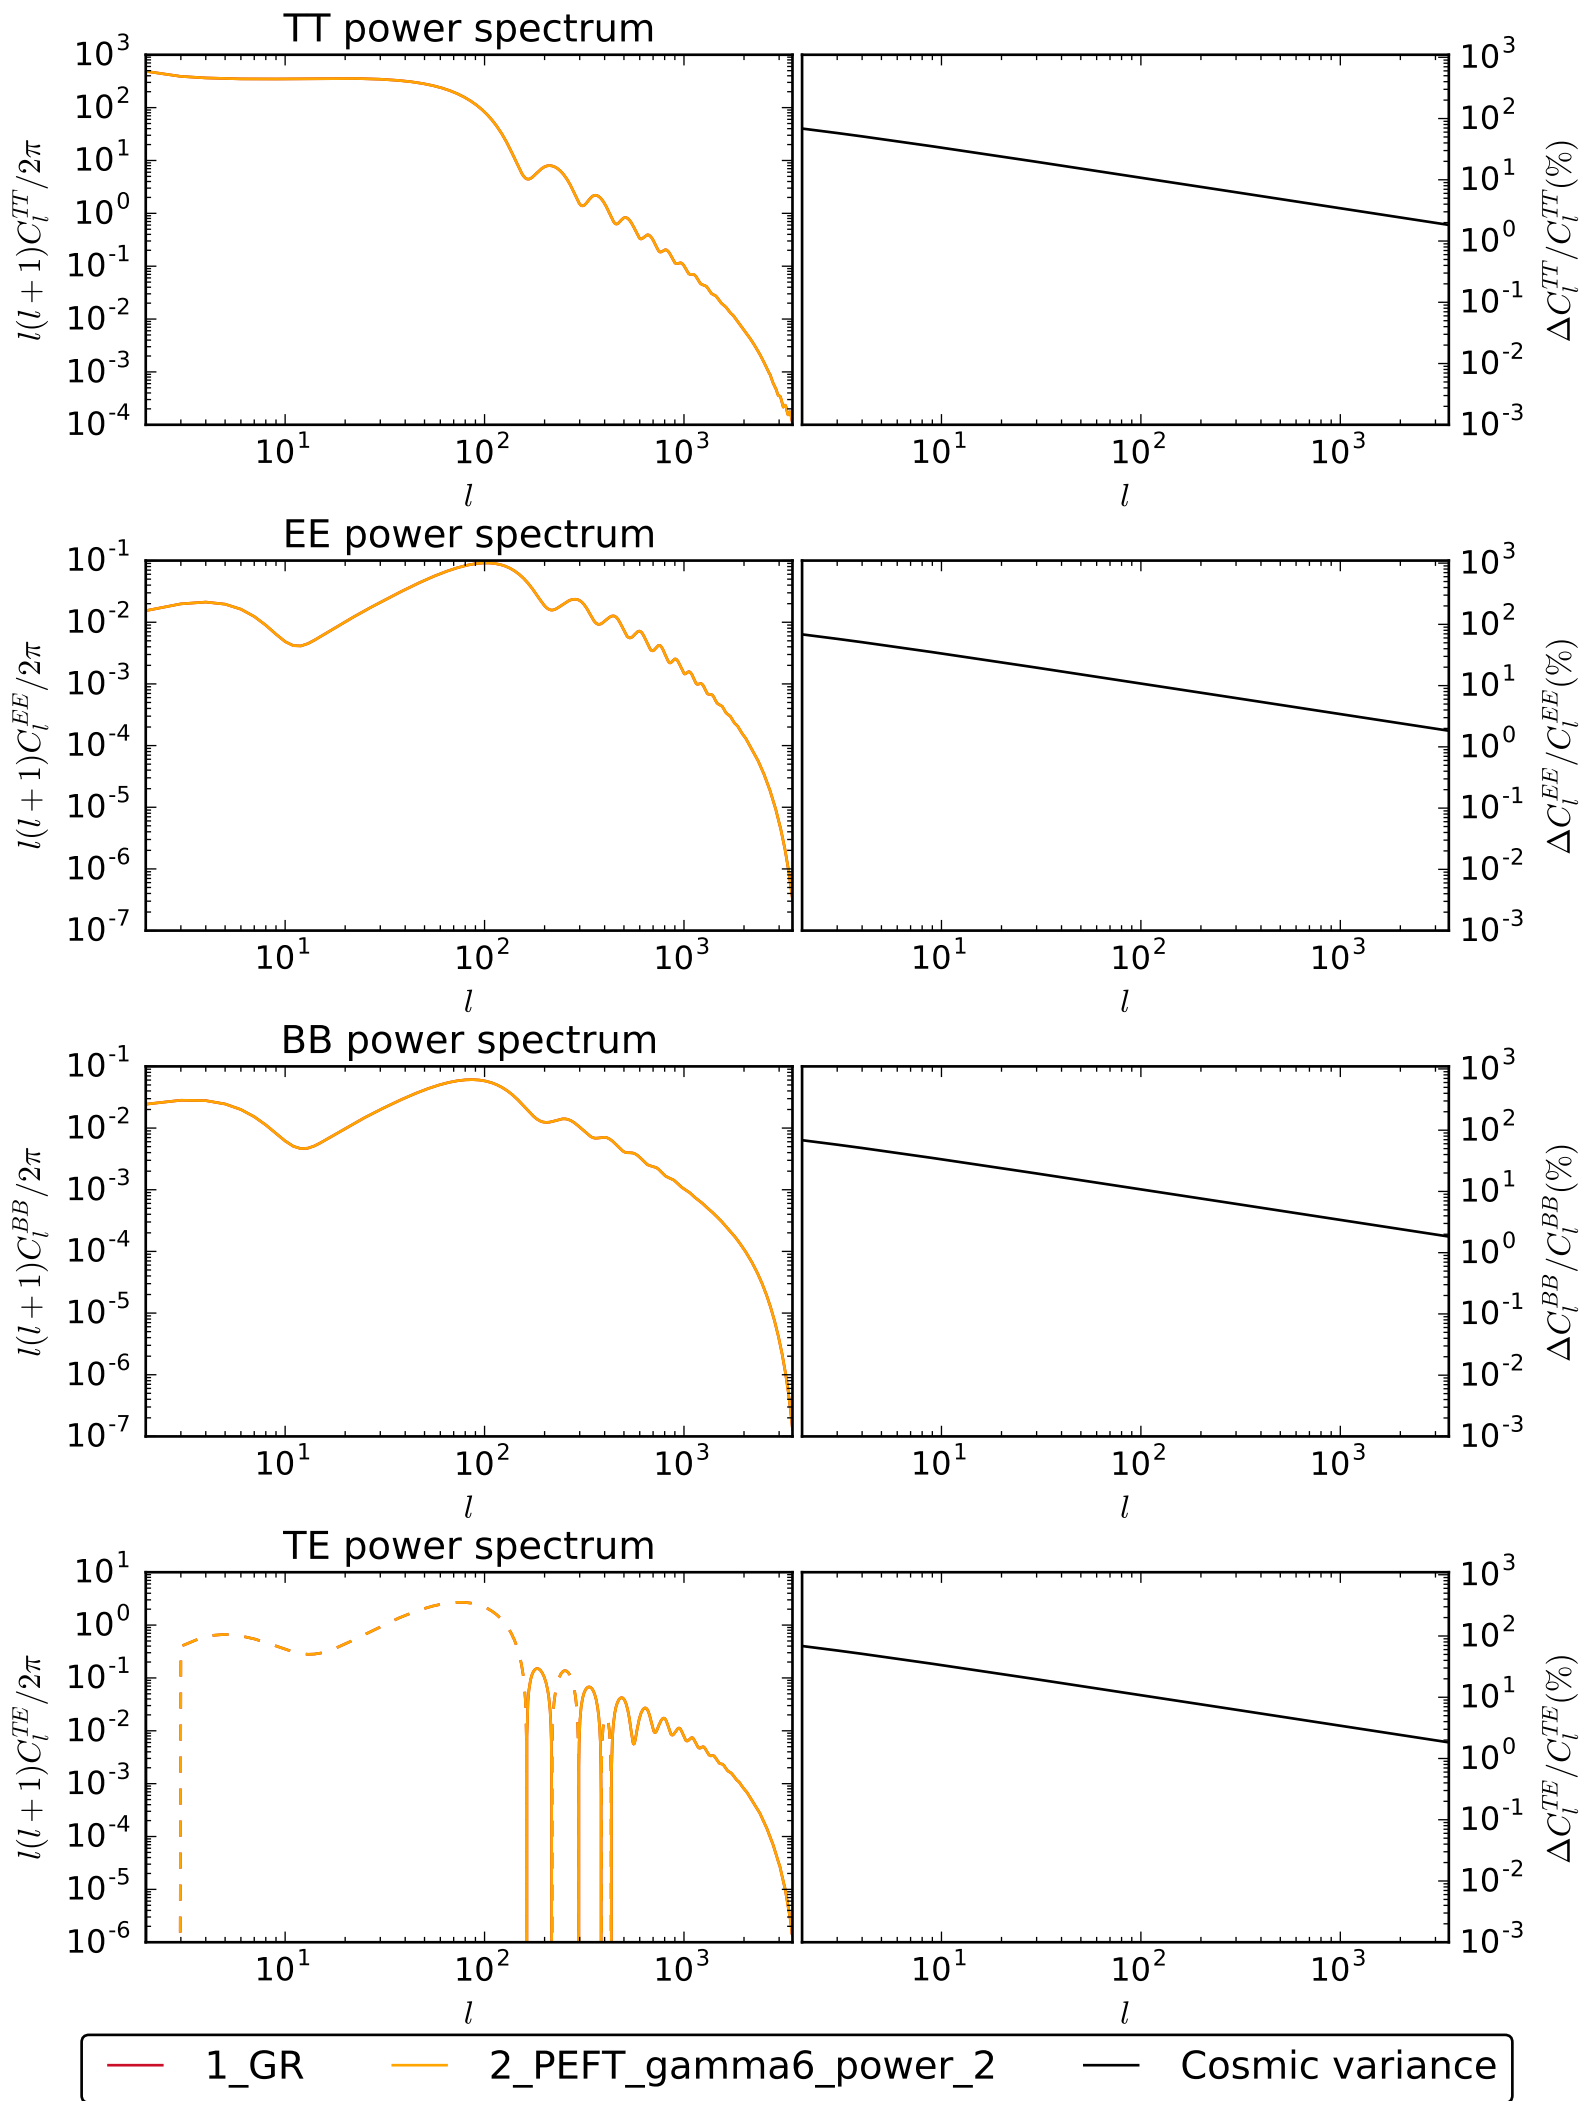 TT power spectrum
10^3
10^2
10^1
10^0
10^-1
10^-2
10^-3
10^-4
l(l + 1)C_l^{TT}/2π
10^1 10^2 10^3
l
10^1 10^2 10^3
l
10^3
10^2
10^1
10^0
10^-1
10^-2
10^-3
ΔC_l^{TT}/C_l^{TT}(%)
EE power spectrum
10^-1
10^-2
10^-3
10^-4
10^-5
10^-6
10^-7
l(l + 1)C_l^{EE}/2π
10^1 10^2 10^3
l
10^1 10^2 10^3
l
10^3
10^2
10^1
10^0
10^-1
10^-2
10^-3
ΔC_l^{EE}/C_l^{EE}(%)
BB power spectrum
10^-1
10^-2
10^-3
10^-4
10^-5
10^-6
10^-7
l(l + 1)C_l^{BB}/2π
10^1 10^2 10^3
l
10^1 10^2 10^3
l
10^3
10^2
10^1
10^0
10^-1
10^-2
10^-3
ΔC_l^{BB}/C_l^{BB}(%)
TE power spectrum
10^1
10^0
10^-1
10^-2
10^-3
10^-4
10^-5
10^-6
l(l + 1)C_l^{TE}/2π
10^1 10^2 10^3
l
10^1 10^2 10^3
l
10^3
10^2
10^1
10^0
10^-1
10^-2
10^-3
ΔC_l^{TE}/C_l^{TE}(%)
1_GR 2_PEFT_gamma6_power_2 Cosmic variance